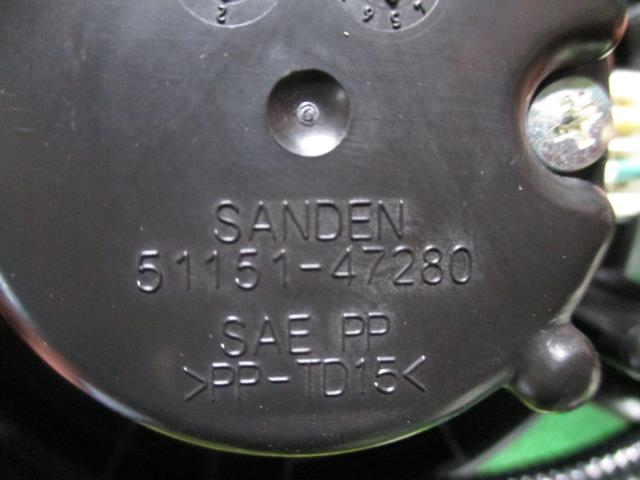 SANDEN
51151-47280
SAE PP
>PP-TD15<